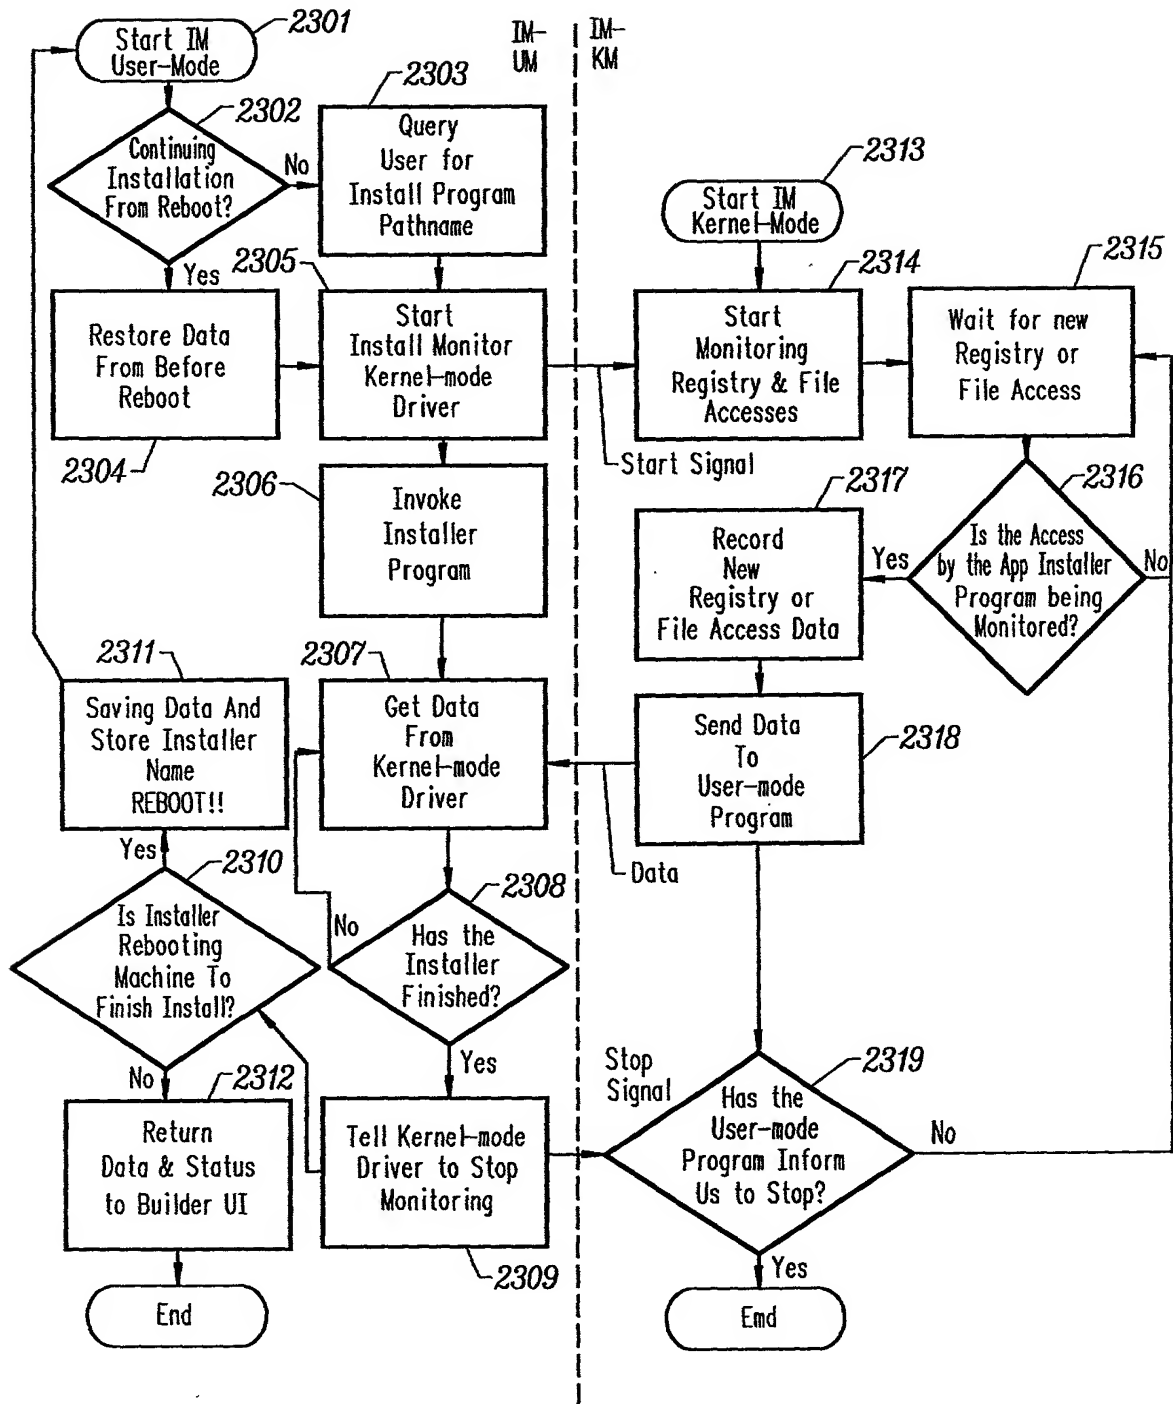 Start IM
User-Mode
2301
IM-
UM
IM-
KM
2302
Continuing
Installation
From Reboot?
No
Yes
2303
Query
User for
Install Program
Pathname
2313
Start IM
Kernel-Mode
2305
Restore Data
From Before
Reboot
2304
Start
Install Monitor
Kernel-mode
Driver
Start Signal
2314
Start
Monitoring
Registry & File
Accesses
2315
Wait for new
Registry or
File Access
2306
Invoke
Installer
Program
2317
Record
New
Registry or
File Access Data
Yes
2316
Is the Access
by the App Installer
Program being
Monitored?
No
2311
Saving Data And
Store Installer
Name
REBOOT!!
2307
Get Data
From
Kernel-mode
Driver
2318
Send Data
To
User-mode
Program
Data
Yes
2310
Is Installer
Rebooting
Machine To
Finish Install?
No
No
2308
Has the
Installer
Finished?
Yes
2312
Return
Data & Status
to Builder UI
Tell Kernel-mode
Driver to Stop
Monitoring
2309
Stop
Signal
2319
Has the
User-mode
Program Inform
Us to Stop?
No
Yes
End
Emd